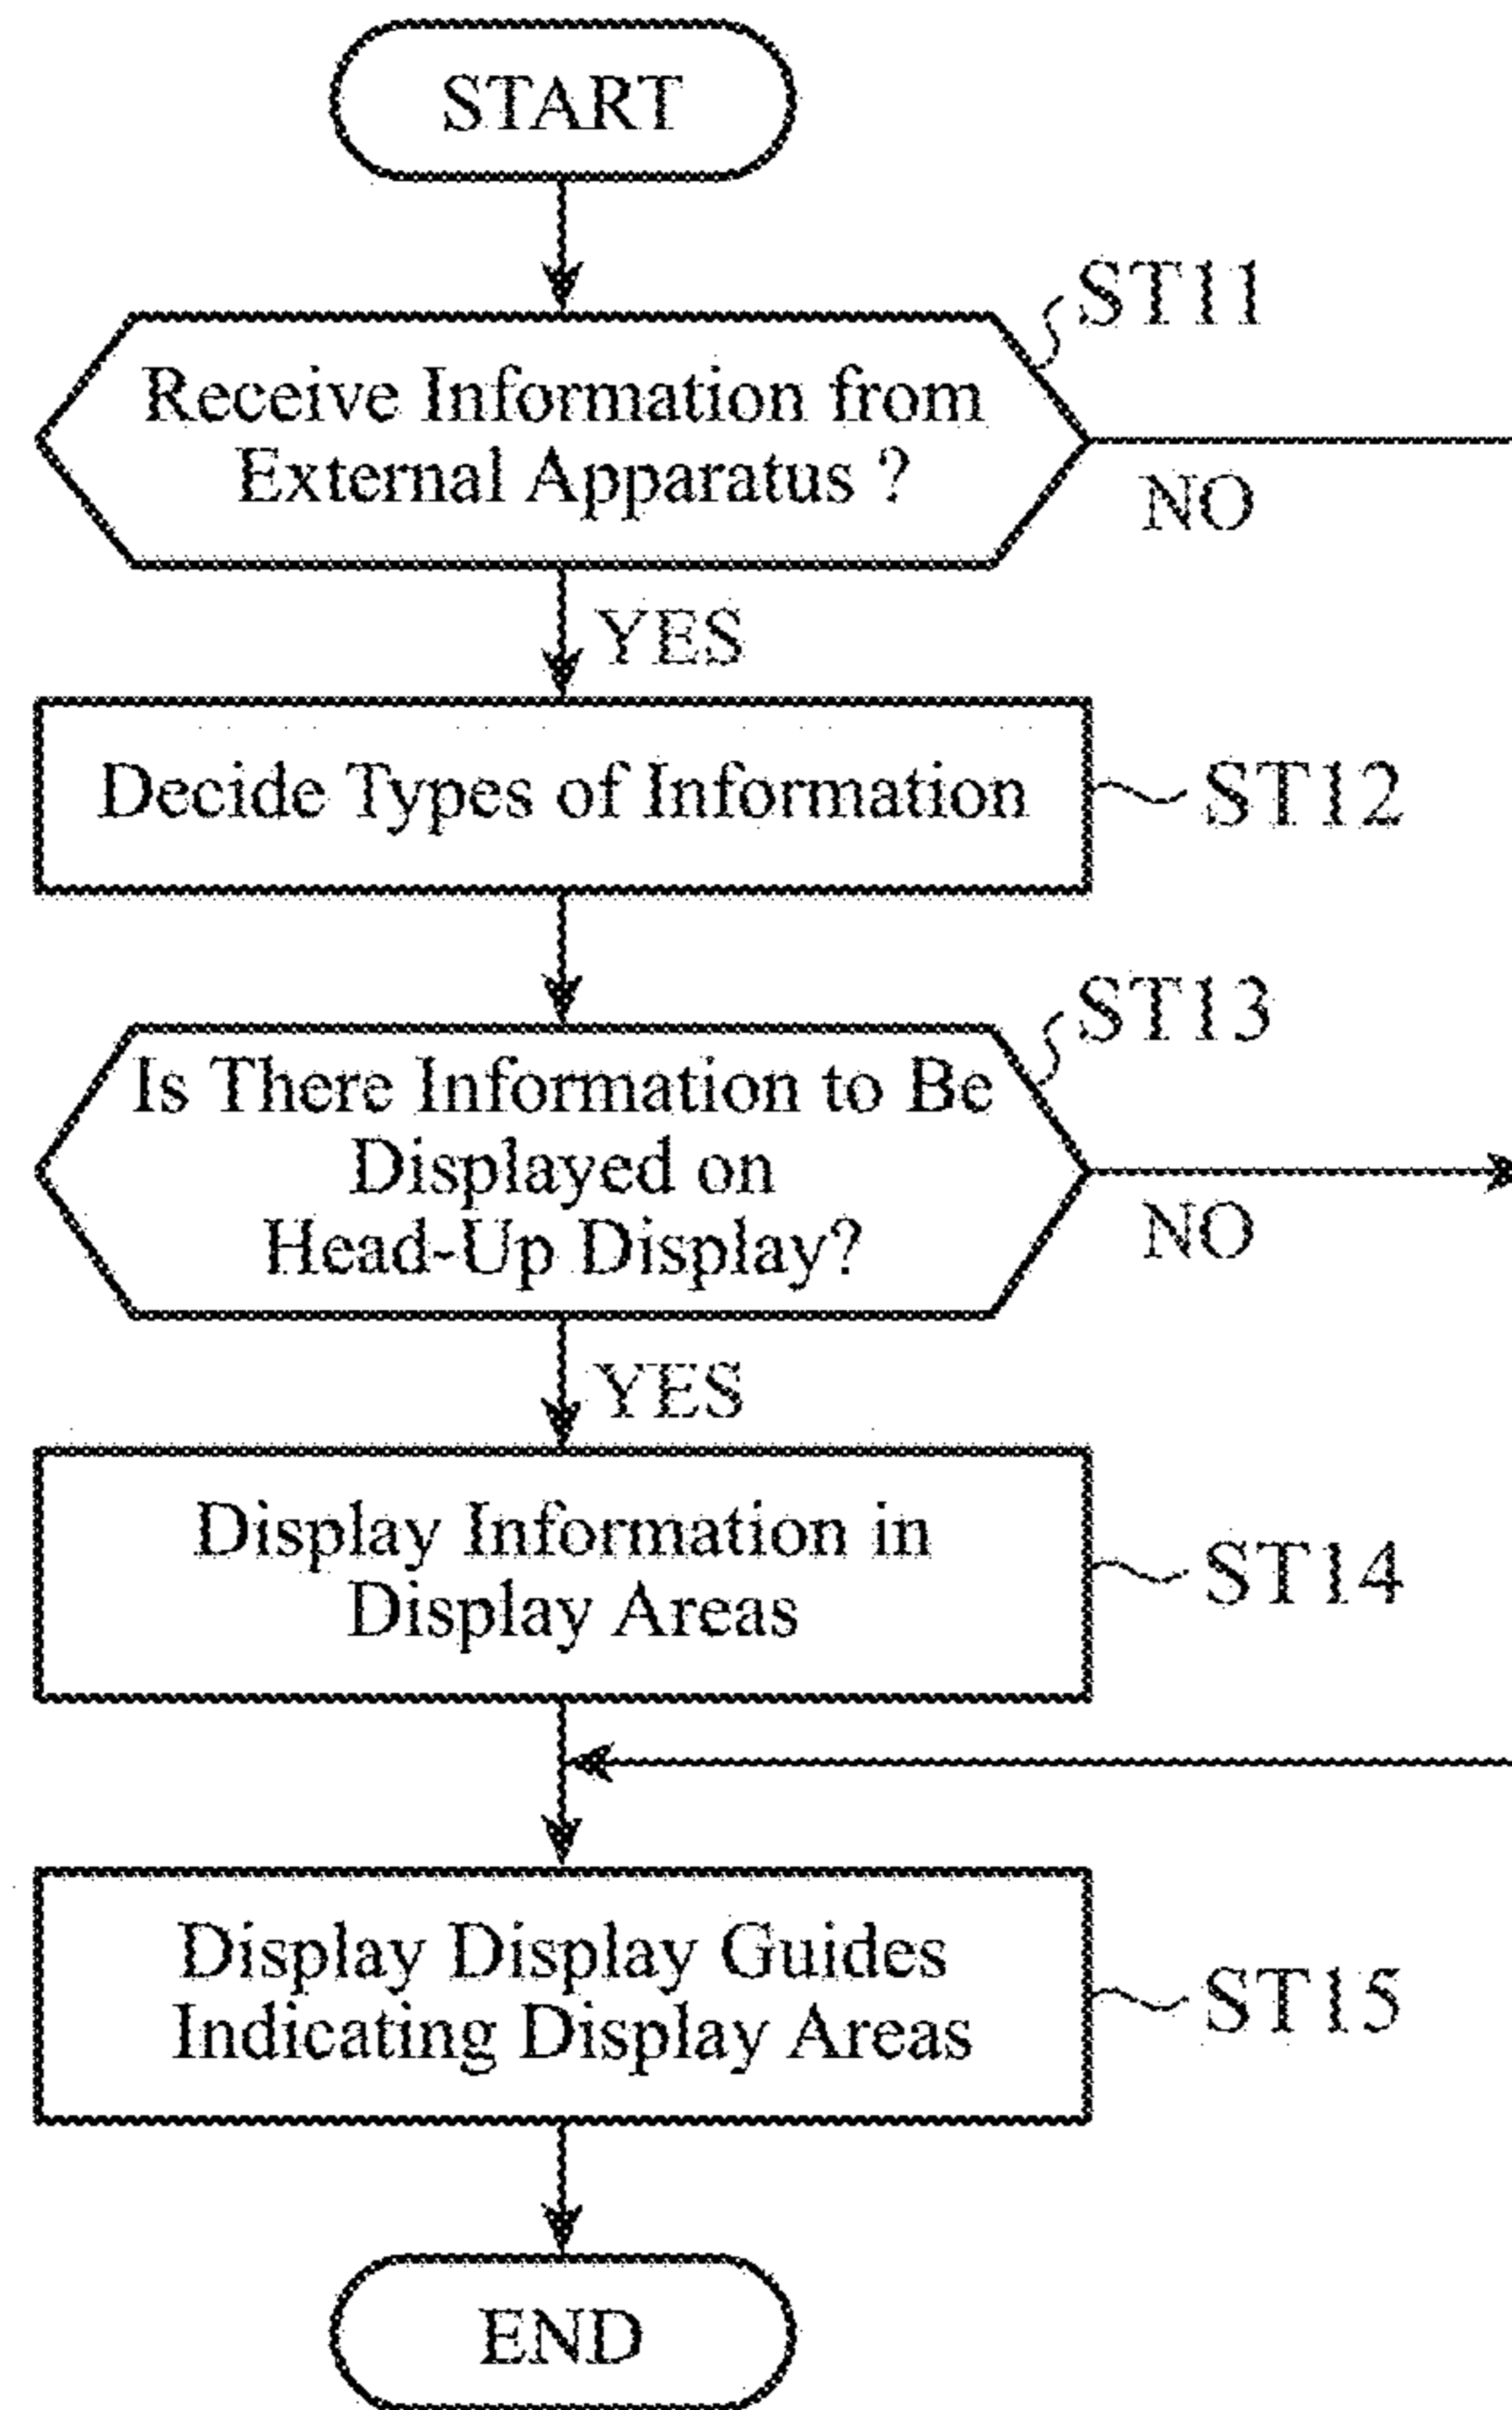 START
ST11
Receive Information from
External Apparatus ?
NO
YES
Decide Types of Information
ST12
ST13
Is There Information to Be
Displayed on
Head-Up Display?
NO
YES
Display Information in
Display Areas
ST14
Display Display Guides
Indicating Display Areas
ST15
END